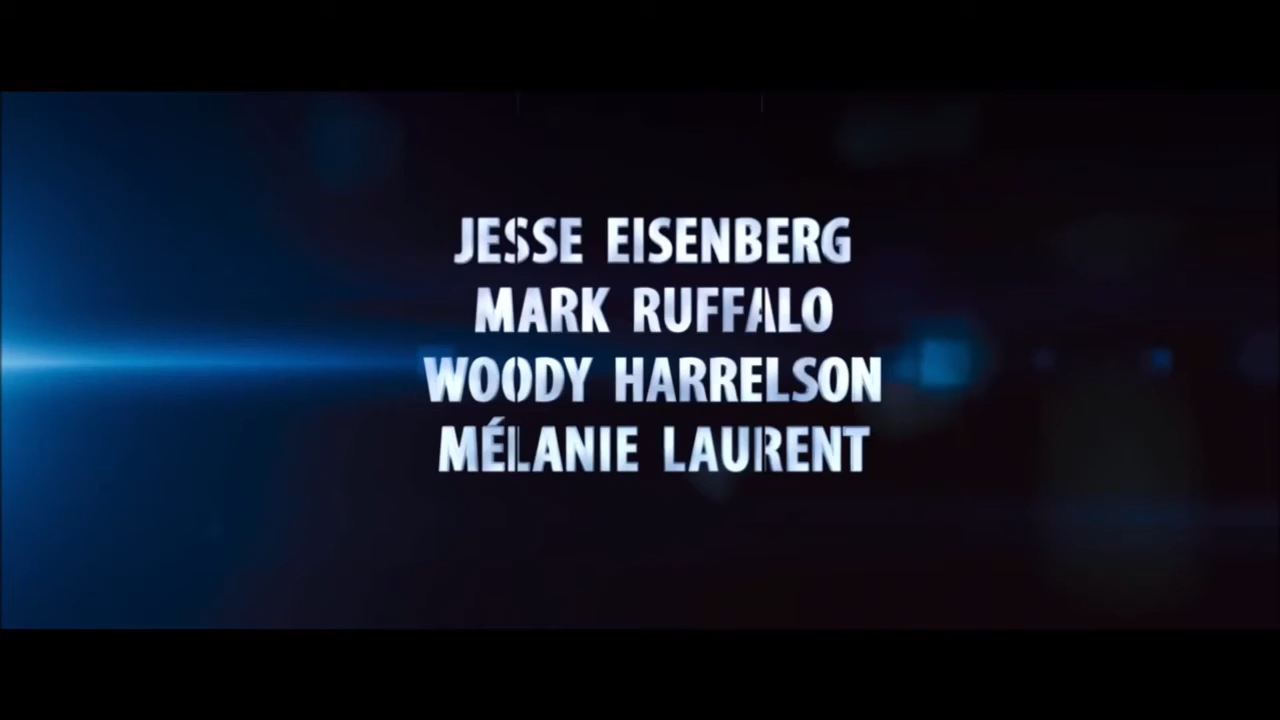 JESSE EISENBERG
MARK RUFFALO
WOODY HARRELSON
MÉLANIE LAURENT